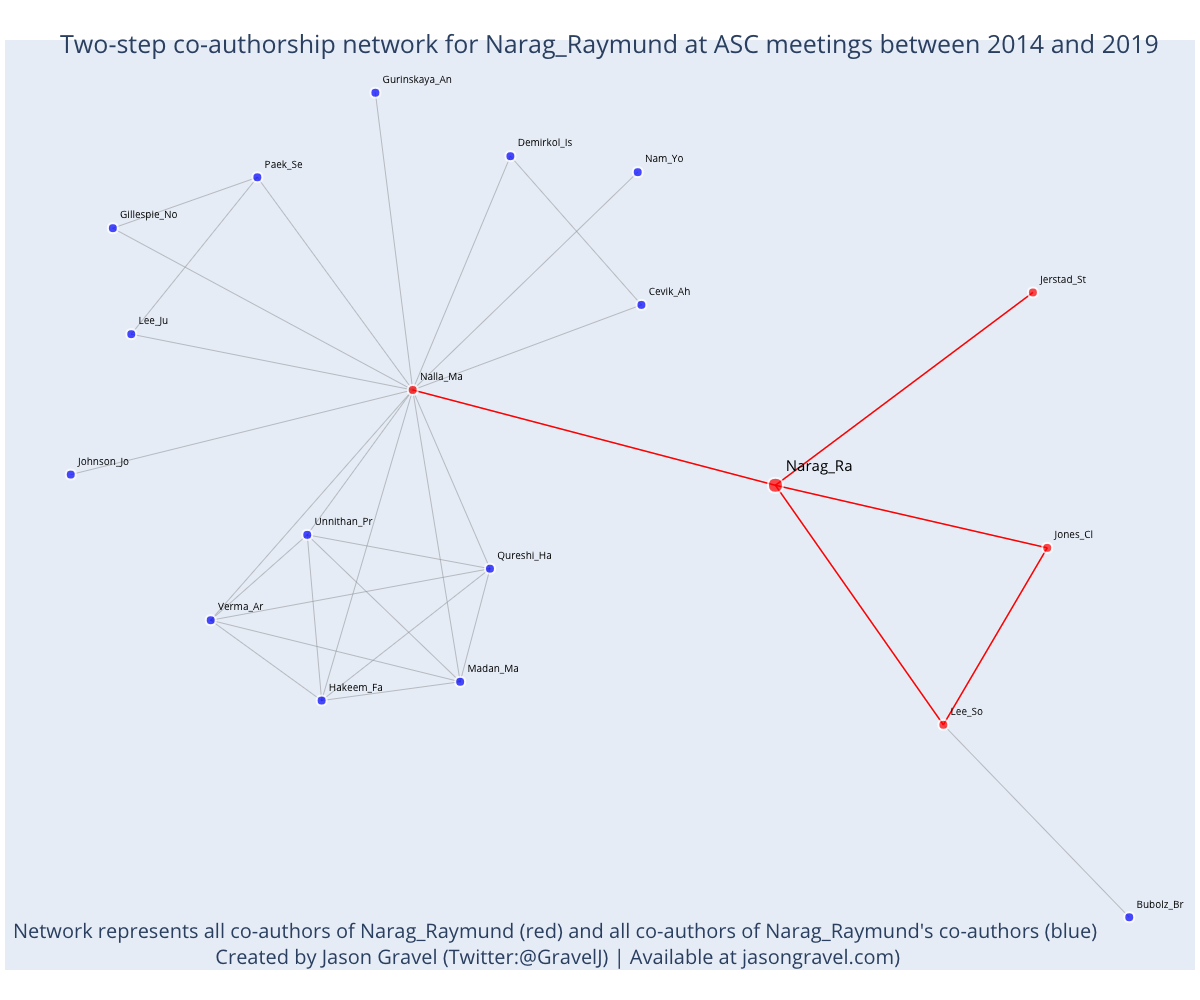 Two-step co-authorship network for Narag_Raymund at ASC meetings between 2014 and 2019
Gurinskaya_An
Demirkol_Is
Nam_Yo
Paek_Se
Gillespie_No
Jerstad_St
Cevik_Ah
Lee_Ju
Nalla_Ma
Johnson_Jo
Narag_Ra
Unnithan_Pr
Jones_Cl
Qureshi_Ha
Verma_Ar
Madan_Ma
Hakeem_Fa
Lee_So
Bubolz_Br
Network represents all co-authors of Narag_Raymund (red) and all co-authors of Narag_Raymund's co-authors (blue)
Created by Jason Gravel (Twitter:@GravelJ) | Available at jasongravel.com)